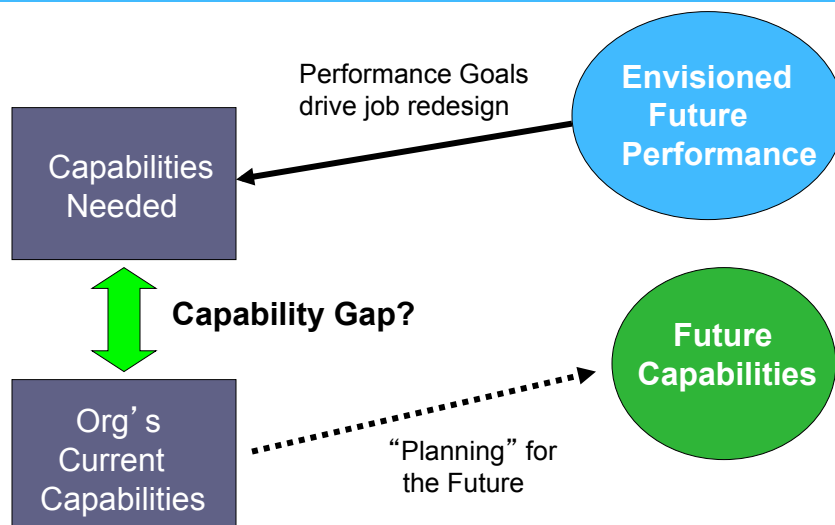 Performance Goals
drive job redesign
Envisioned
Future
Performance
Capabilities
Needed
Capability Gap?
Future
Capabilities
Org’s
Current
Capabilities
“Planning” for
the Future